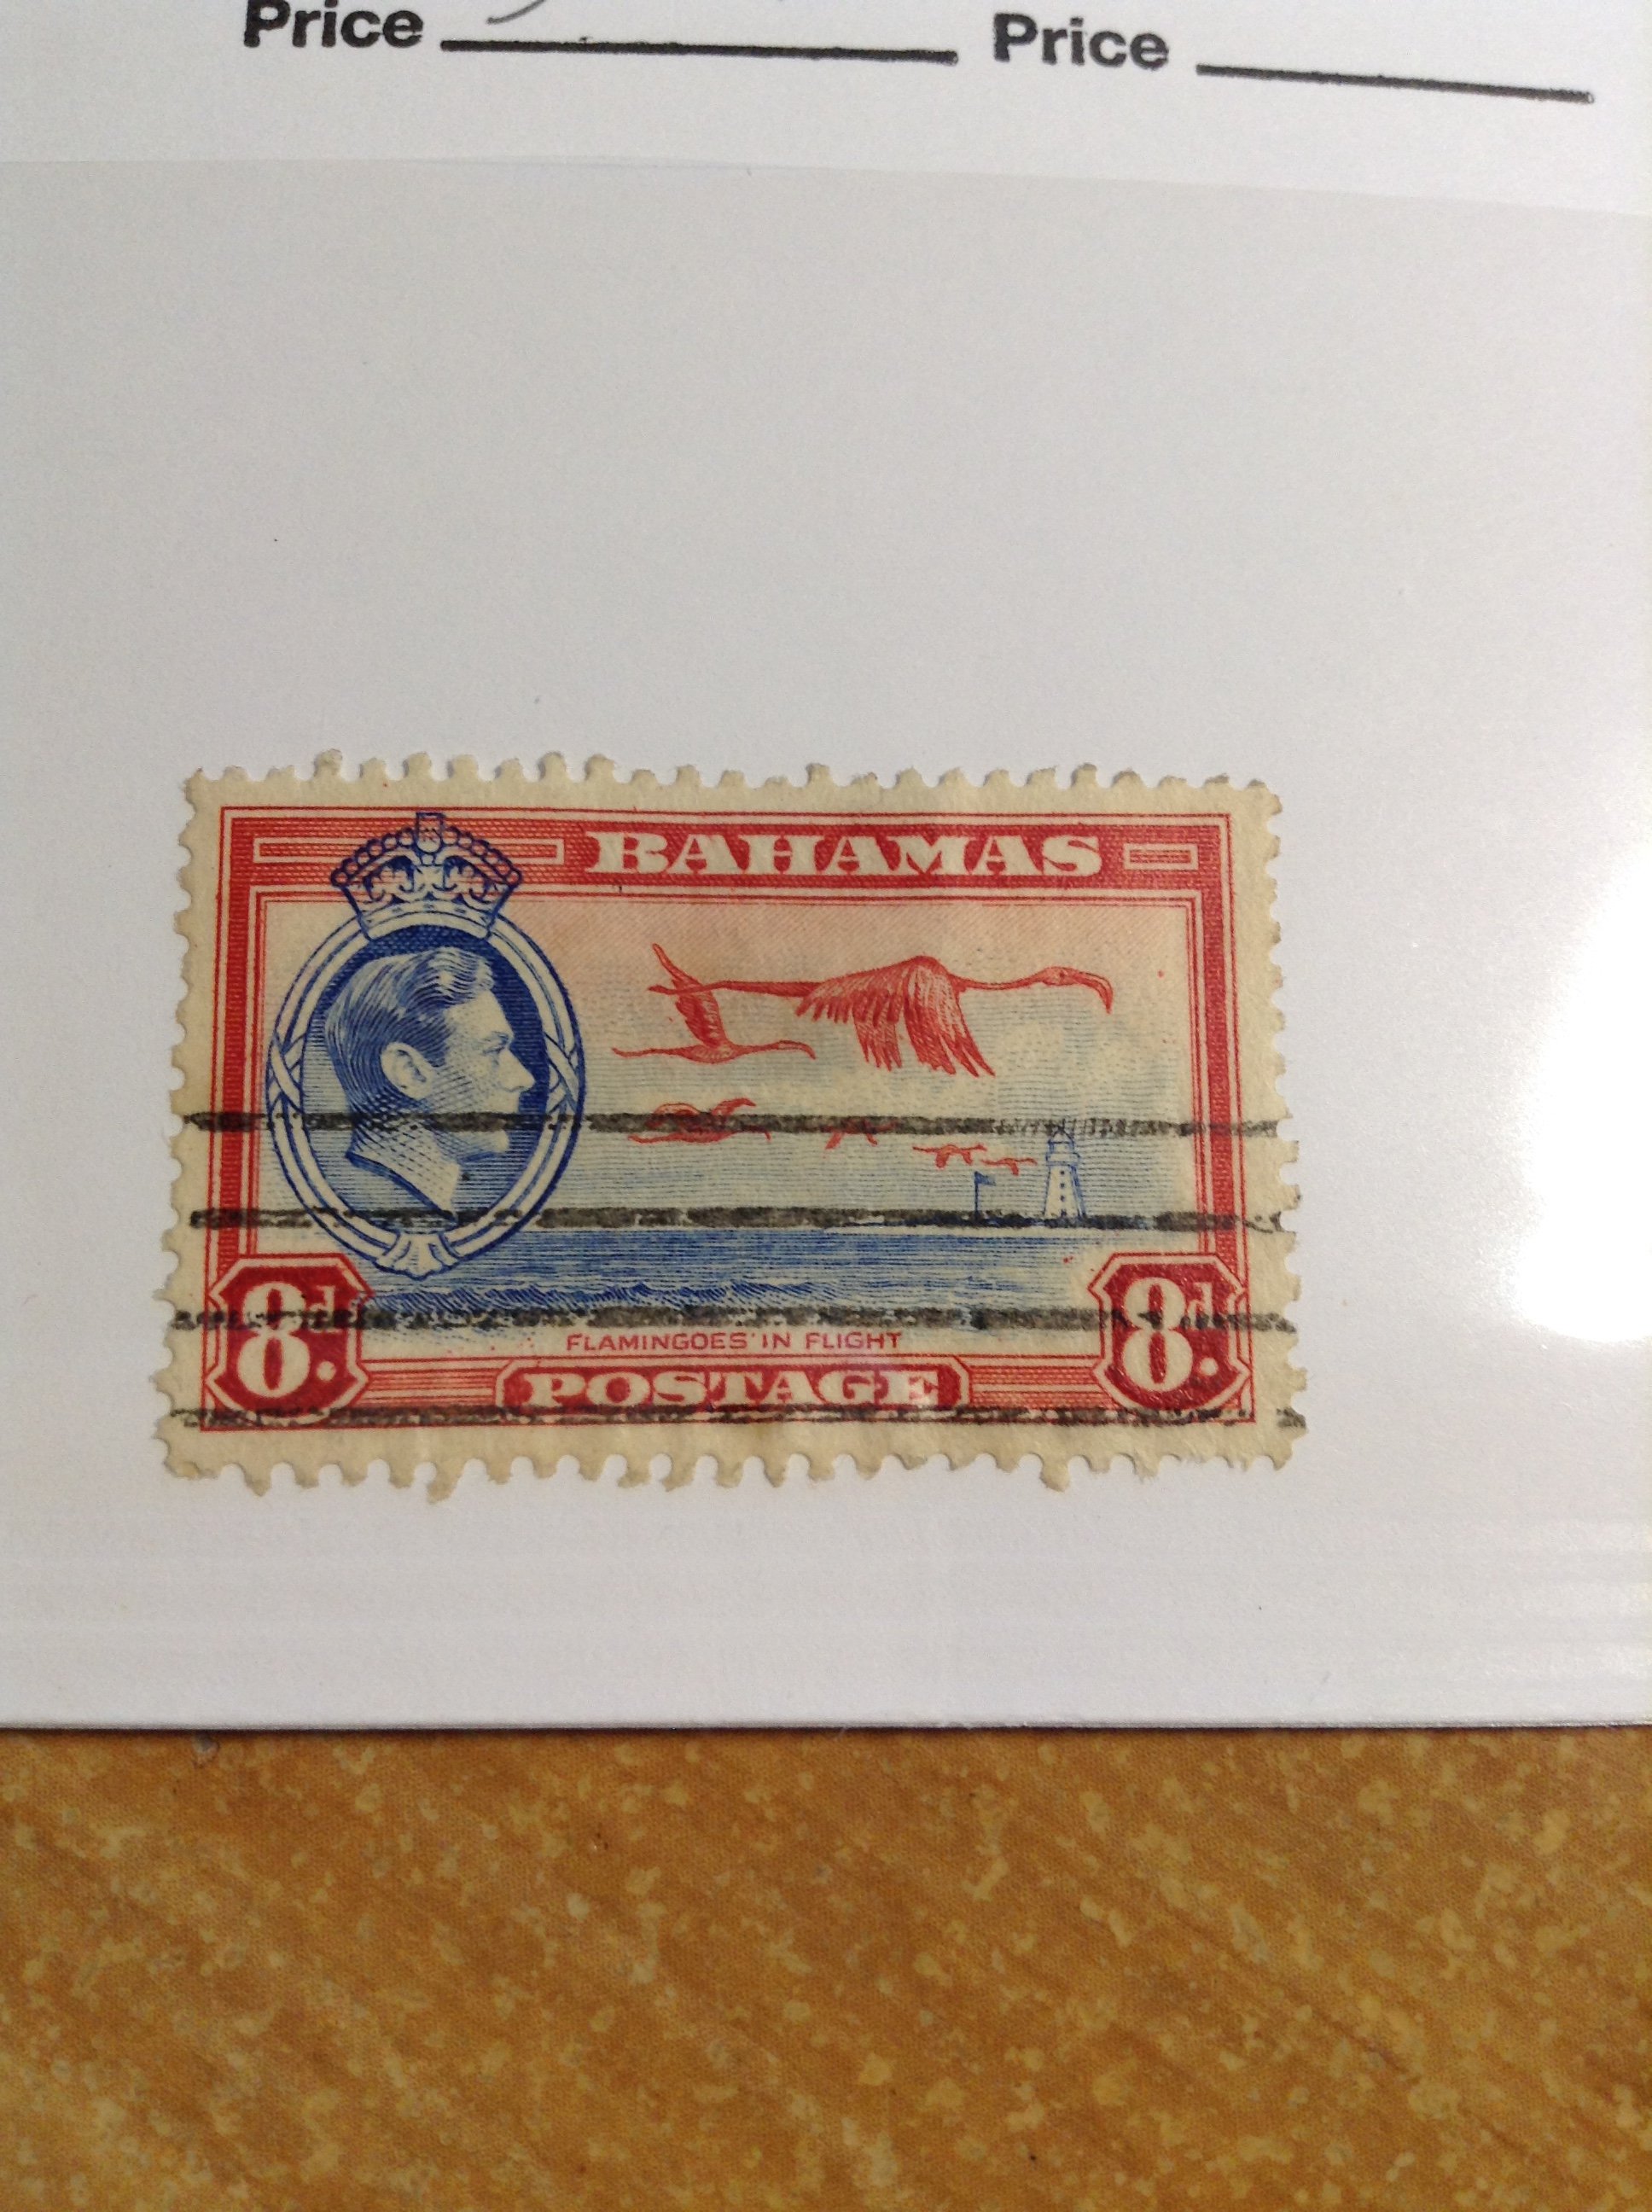 Price Price
BAHAMAS
8d. 8d.
FLAMINGOES IN FLIGHT
POSTAGE